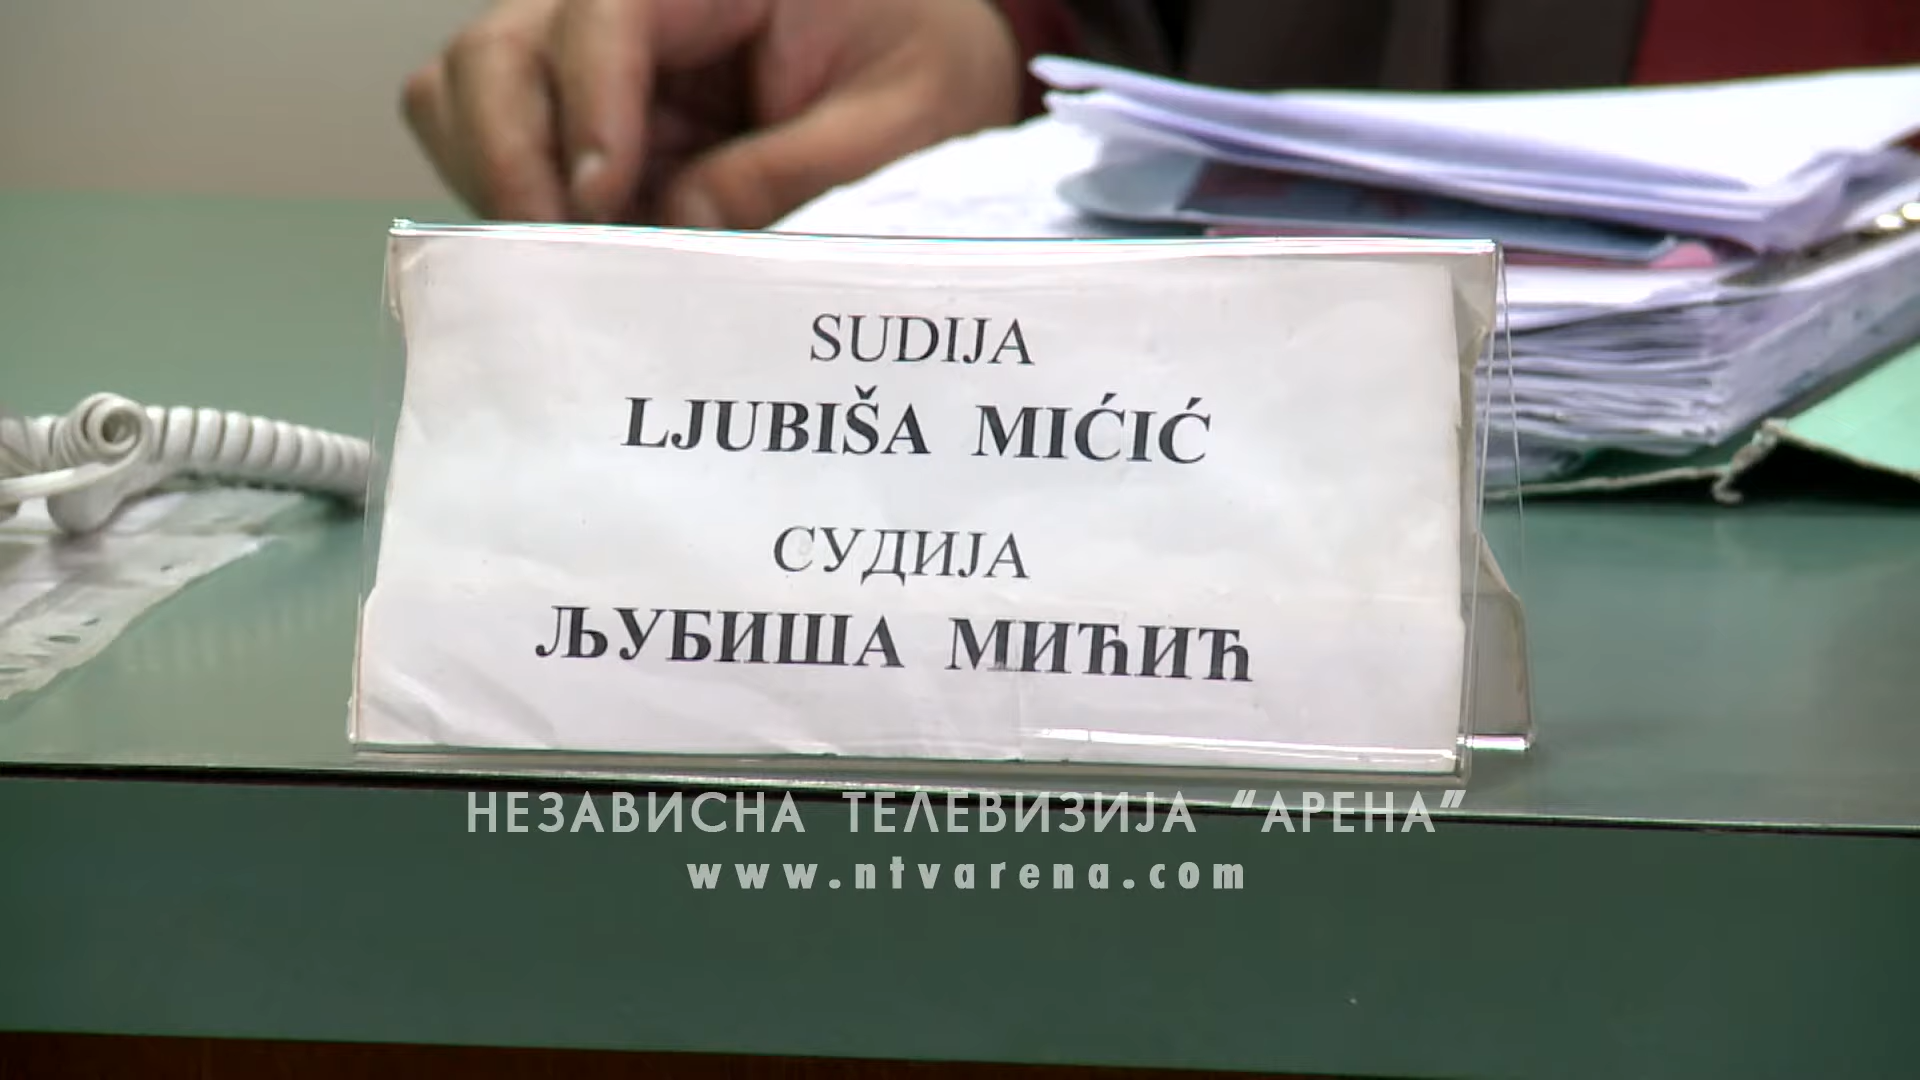 SUDIJA
LJUBIŠA MIĆIĆ
СУДИЈА
ЉУБИША МИЋИЋ
НЕЗАВИСНА ТЕЛЕВИЗИЈА “АРЕНА”
www.ntvarena.com